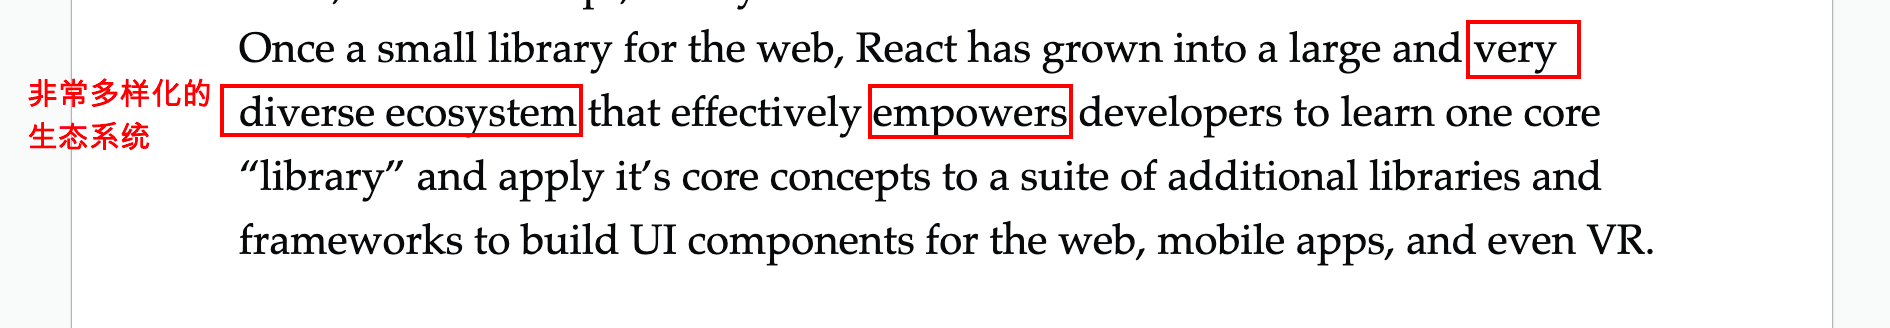 Once a small library for the web, React has grown into a large and very
非常多样化的
diverse ecosystem that effectively empowers developers to learn one core
生态系统
“library” and apply it’s core concepts to a suite of additional libraries and
frameworks to build UI components for the web, mobile apps, and even VR.